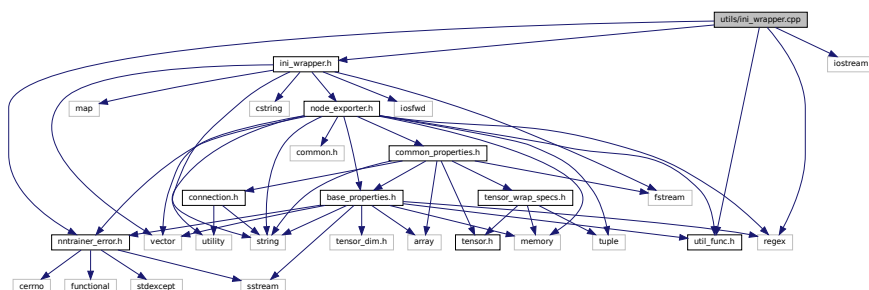 utils/ini_wrapper.cpp
ini_wrapper.h
iostream
map
cstring
node_exporter.h
iosfwd
common.h
common_properties.h
connection.h
base_properties.h
tensor_wrap_specs.h
fstream
nntrainer_error.h
vector
utility
string
tensor_dim.h
array
tensor.h
memory
tuple
util_func.h
regex
cerrno
functional
stdexcept
sstream